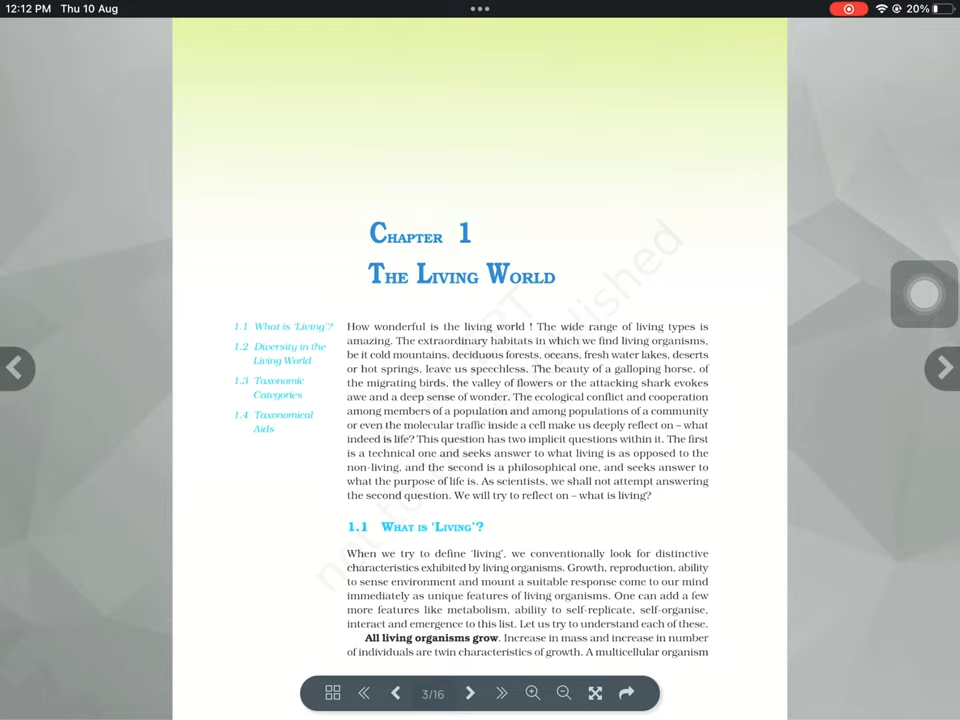 12:12 PM Thu 10 Aug
20%
CHAPTER 1
THE LIVING WORLD
1.1 What is ‘Living’?
1.2 Diversity in the
Living World
1.3 Taxonomic
Categories
1.4 Taxonomical
Aids
How wonderful is the living world ! The wide range of living types is
amazing. The extraordinary habitats in which we find living organisms,
be it cold mountains, deciduous forests, oceans, fresh water lakes, deserts
or hot springs, leave us speechless. The beauty of a galloping horse, of
the migrating birds, the valley of flowers or the attacking shark evokes
awe and a deep sense of wonder. The ecological conflict and cooperation
among members of a population and among populations of a community
or even the molecular traffic inside a cell make us deeply reflect on – what
indeed is life? This question has two implicit questions within it. The first
is a technical one and seeks answer to what living is as opposed to the
non-living, and the second is a philosophical one, and seeks answer to
what the purpose of life is. As scientists, we shall not attempt answering
the second question. We will try to reflect on – what is living?
1.1 WHAT IS ‘LIVING’?
When we try to define ‘living’, we conventionally look for distinctive
characteristics exhibited by living organisms. Growth, reproduction, ability
to sense environment and mount a suitable response come to our mind
immediately as unique features of living organisms. One can add a few
more features like metabolism, ability to self-replicate, self-organise,
interact and emergence to this list. Let us try to understand each of these.
All living organisms grow. Increase in mass and increase in number
of individuals are twin characteristics of growth. A multicellular organism
3/16